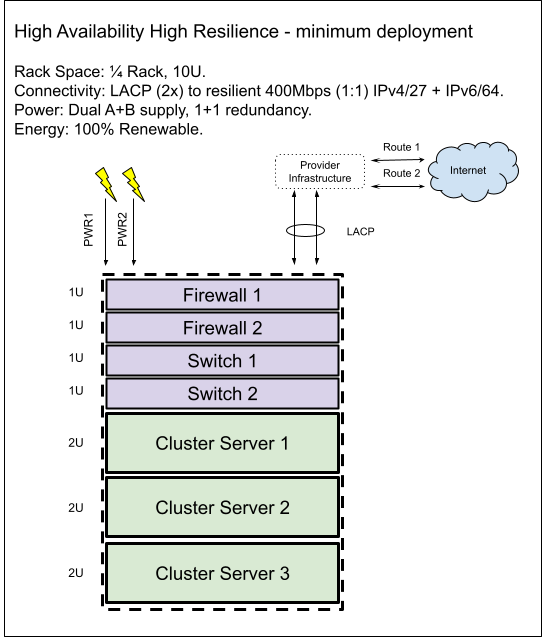 High Availability High Resilience - minimum deployment
Rack Space: ¼ Rack, 10U.
Connectivity: LACP (2x) to resilient 400Mbps (1:1) IPv4/27 + IPv6/64.
Power: Dual A+B supply, 1+1 redundancy.
Energy: 100% Renewable.
Provider
Infrastructure
Route 1
Route 2
Internet
PWR1
PWR2
LACP
1U
Firewall 1
1U
Firewall 2
1U
Switch 1
1U
Switch 2
2U
Cluster Server 1
2U
Cluster Server 2
2U
Cluster Server 3